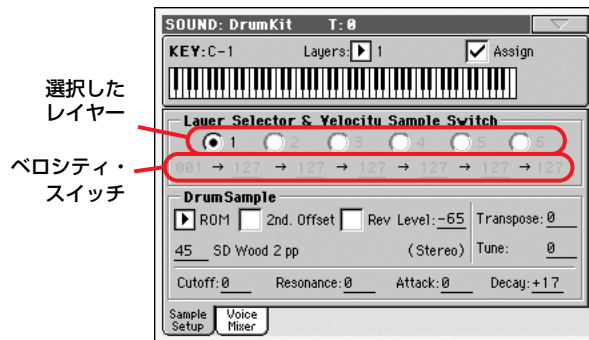 SOUND: DrumKit T:0
KEY:C-1 Layers: 1 Assign
選択した
レイヤー
Layer Selector & Velocity Sample Switch
1 2 3 4 5 6
ベロシティ・
スイッチ
001 → 127 → 127 → 127 → 127 → 127 → 127
DrumSample
ROM 2nd. Offset Rev Level:-65 Transpose:0
45 SD Wood 2 pp (Stereo) Tune: 0
Cutoff:0 Resonance:0 Attack:0 Decay:+17
Sample Setup
Voice Mixer